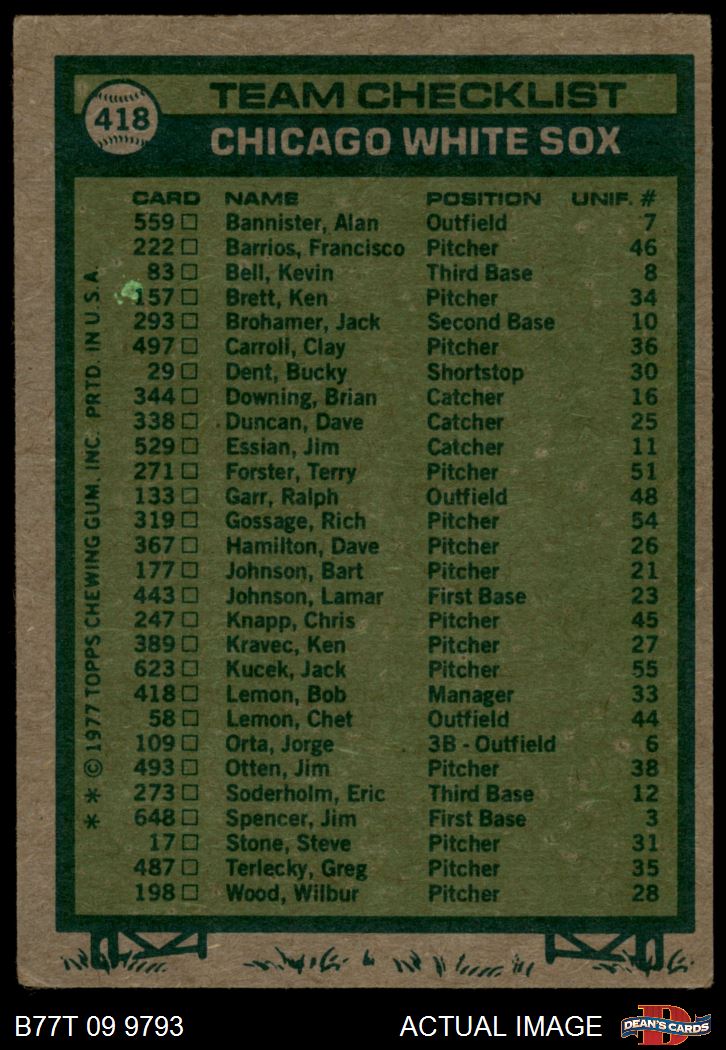 418
TEAM CHECKLIST
CHICAGO WHITE SOX
CARD NAME POSITION UNIF. #
559 Bannister, Alan Outfield 7
222 Barrios, Francisco Pitcher 46
83 Bell, Kevin Third Base 8
157 Brett, Ken Pitcher 34
293 Brohamer, Jack Second Base 10
497 Carroll, Clay Pitcher 36
29 Dent, Bucky Shortstop 30
344 Downing, Brian Catcher 16
338 Duncan, Dave Catcher 25
529 Essian, Jim Catcher 11
271 Forster, Terry Pitcher 51
133 Garr, Ralph Outfield 48
319 Gossage, Rich Pitcher 54
367 Hamilton, Dave Pitcher 26
177 Johnson, Bart Pitcher 21
443 Johnson, Lamar First Base 23
247 Knapp, Chris Pitcher 45
389 Kravec, Ken Pitcher 27
623 Kucek, Jack Pitcher 55
418 Lemon, Bob Manager 33
58 Lemon, Chet Outfield 44
109 Orta, Jorge 3B - Outfield 6
493 Otten, Jim Pitcher 38
273 Soderholm, Eric Third Base 12
648 Spencer, Jim First Base 3
17 Stone, Steve Pitcher 31
487 Terlecky, Greg Pitcher 35
198 Wood, Wilbur Pitcher 28
* * © 1977 TOPPS CHEWING GUM, INC. PRTD. IN U.S.A.
B77T 09 9793 ACTUAL IMAGE
DEAN'S CARDS